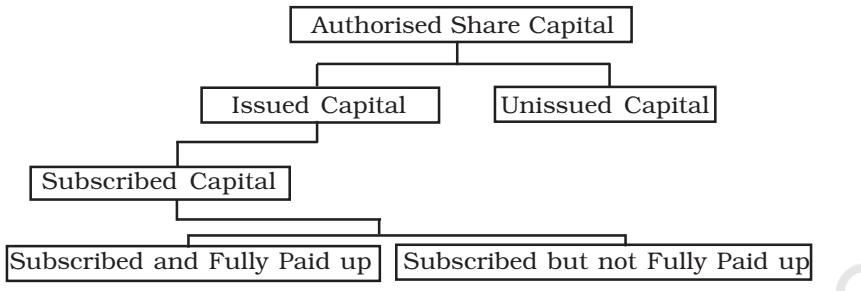 Authorised Share Capital
Issued Capital
Unissued Capital
Subscribed Capital
Subscribed and Fully Paid up
Subscribed but not Fully Paid up